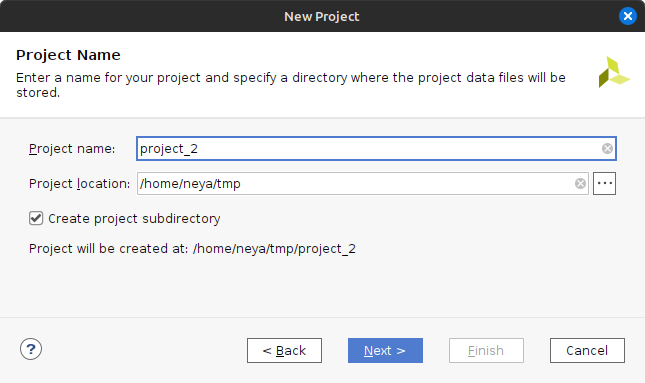 New Project
Project Name
Enter a name for your project and specify a directory where the project data files will be
stored.
Project name: project_2
Project location: /home/neya/tmp
Create project subdirectory
Project will be created at: /home/neya/tmp/project_2
? < Back Next > Finish Cancel